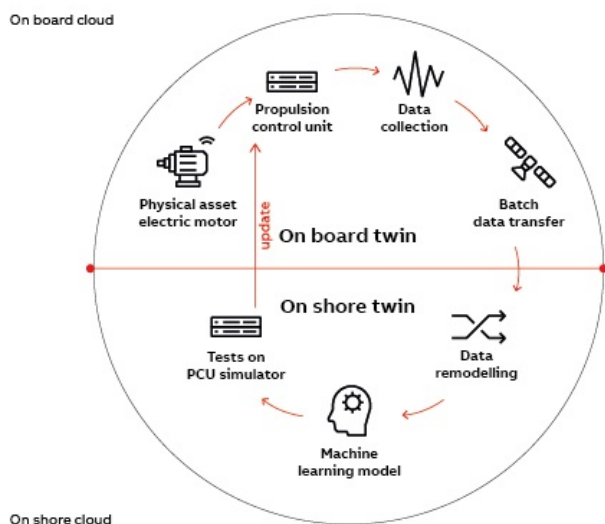 On board cloud
Propulsion
control unit
Data
collection
Physical asset
electric motor
Batch
data transfer
update
On board twin
On shore twin
Tests on
PCU simulator
Data
remodelling
Machine
learning model
On shore cloud